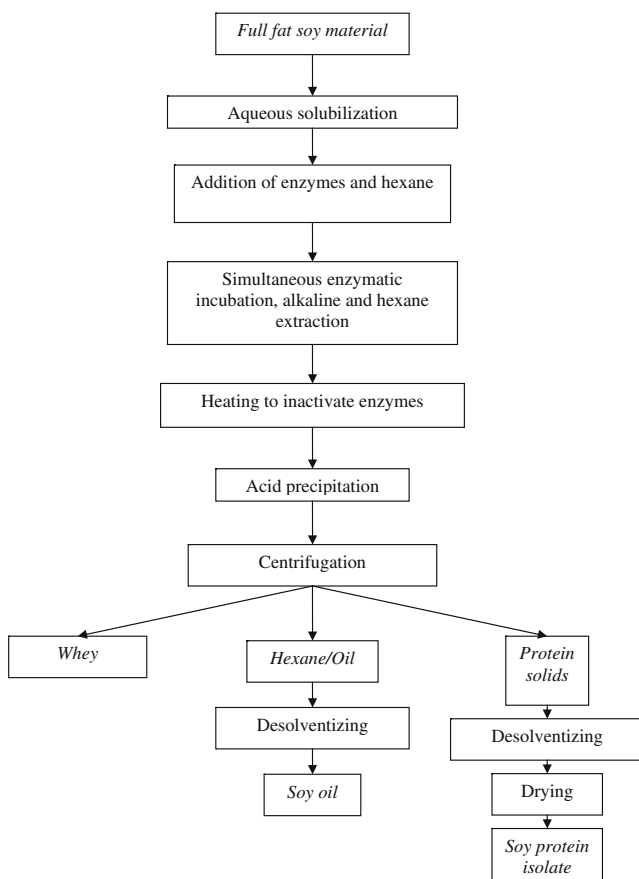 Full fat soy material
Aqueous solubilization
Addition of enzymes and hexane
Simultaneous enzymatic
incubation, alkaline and hexane
extraction
Heating to inactivate enzymes
Acid precipitation
Centrifugation
Whey
Hexane/Oil
Protein
solids
Desolventizing
Desolventizing
Soy oil
Drying
Soy protein
isolate